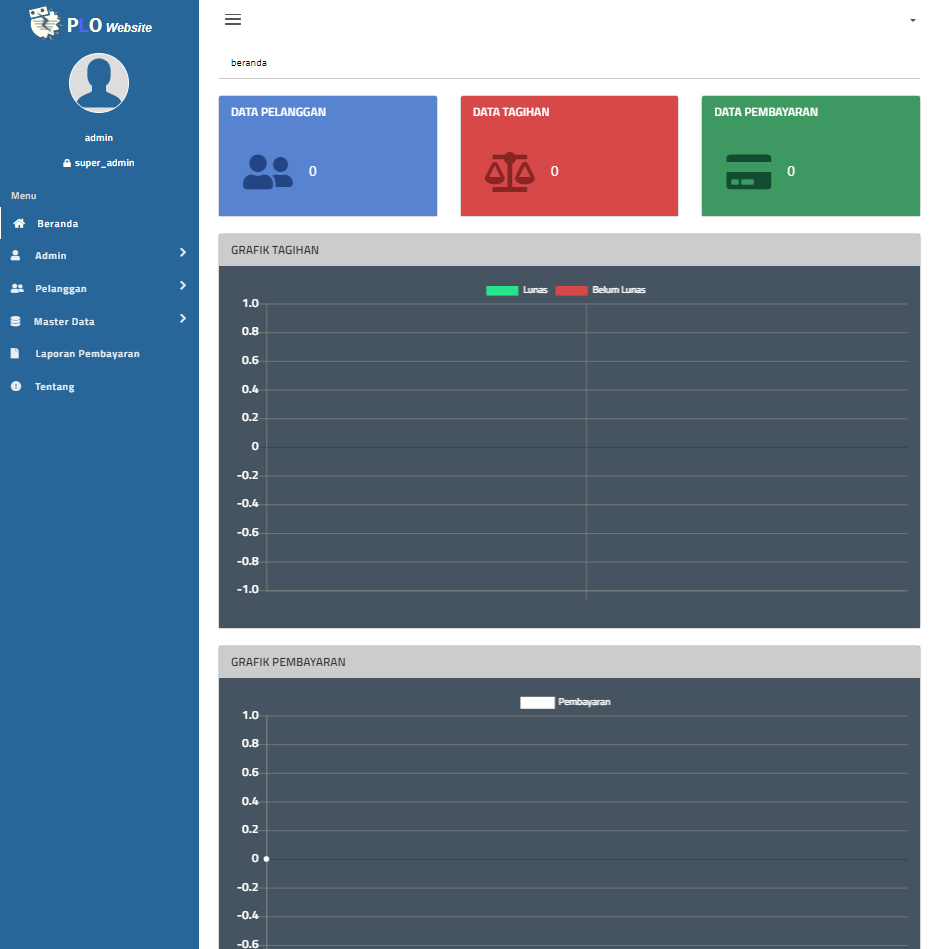 PLO Website
admin
super_admin
Menu
Beranda
Admin
Pelanggan
Master Data
Laporan Pembayaran
Tentang
beranda
DATA PELANGGAN
0
DATA TAGIHAN
0
DATA PEMBAYARAN
0
GRAFIK TAGIHAN
Lunas Belum Lunas
1.0
0.8
0.6
0.4
0.2
0
-0.2
-0.4
-0.6
-0.8
-1.0
GRAFIK PEMBAYARAN
Pembayaran
1.0
0.8
0.6
0.4
0.2
0
-0.2
-0.4
-0.6